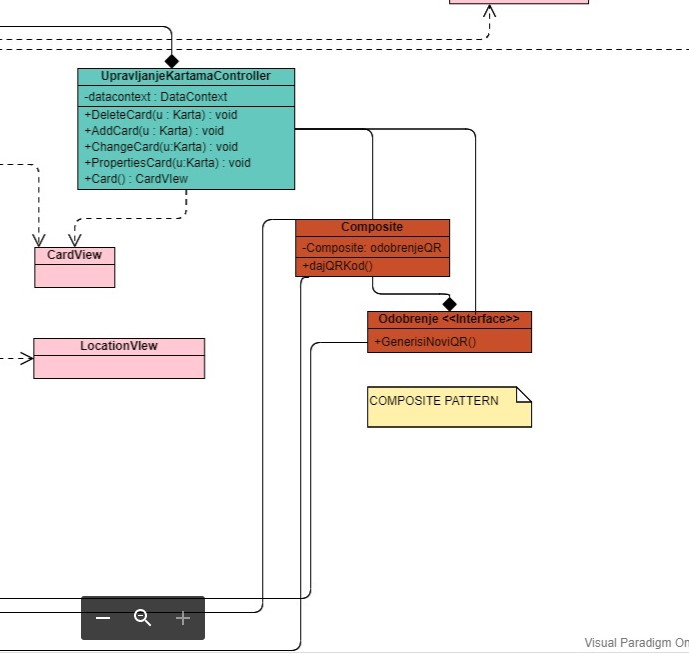 UpravljanjeKartamaController
-datacontext : DataContext
+DeleteCard(u : Karta) : void
+AddCard(u : Karta) : void
+ChangeCard(u:Karta) : void
+PropertiesCard(u:Karta) : void
+Card() : CardVIew
Composite
-Composite: odobrenjeQR
+dajQRKod()
CardView
Odobrenje <<Interface>>
+GenerisiNoviQR()
LocationVIew
COMPOSITE PATTERN
Visual Paradigm On